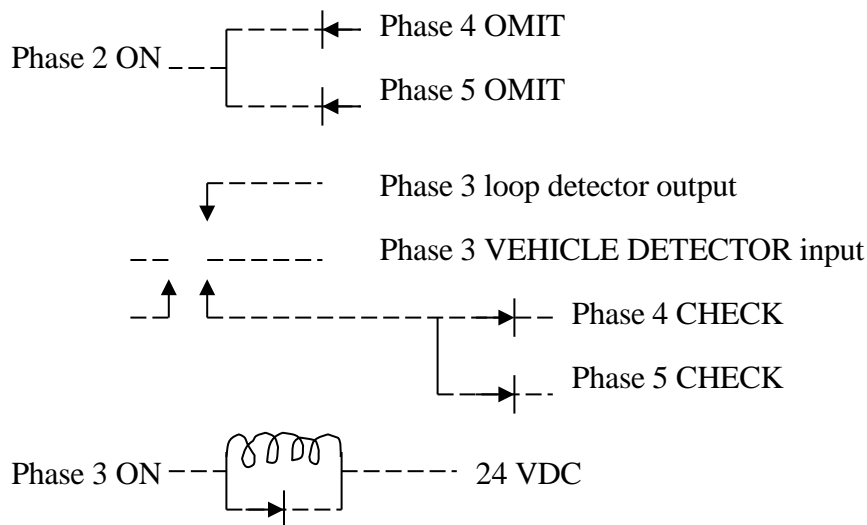 Phase 4 OMIT
Phase 2 ON
Phase 5 OMIT
Phase 3 loop detector output
Phase 3 VEHICLE DETECTOR input
Phase 4 CHECK
Phase 5 CHECK
Phase 3 ON
24 VDC